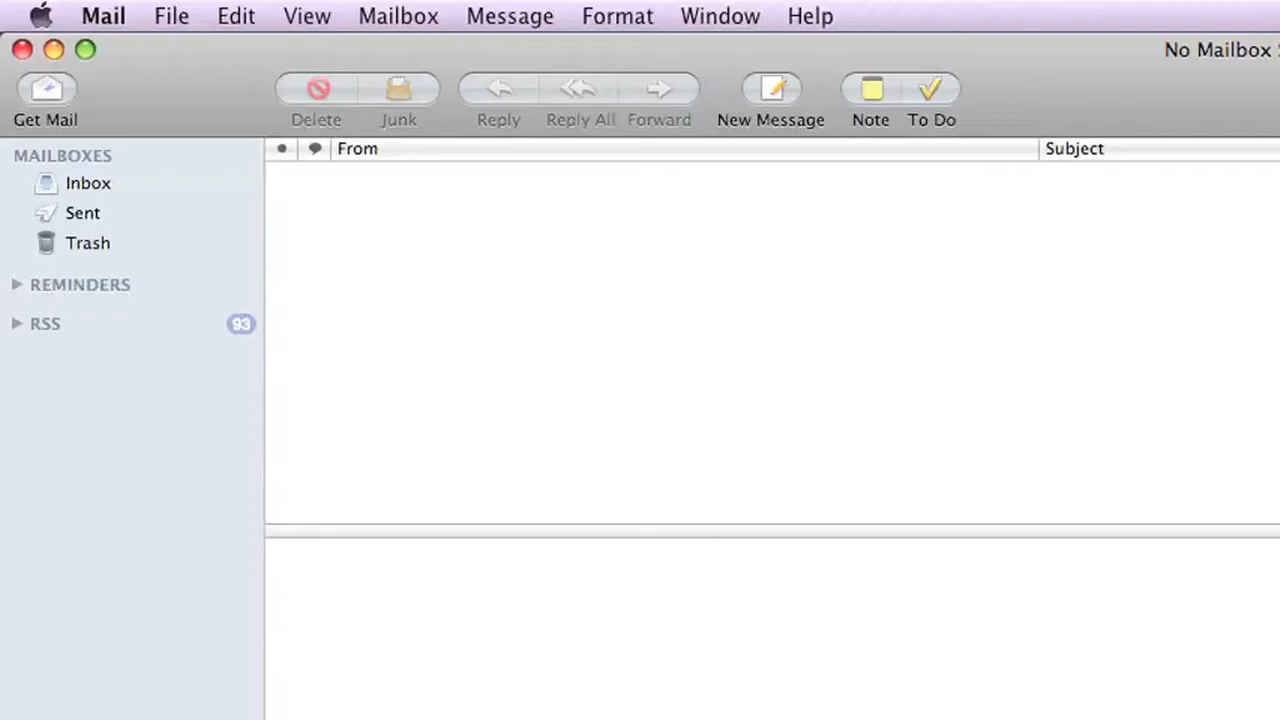 Mail File Edit View Mailbox Message Format Window Help
No Mailbox
Get Mail Delete Junk Reply Reply All Forward New Message Note To Do
MAILBOXES
From Subject
Inbox
Sent
Trash
REMINDERS
RSS 93